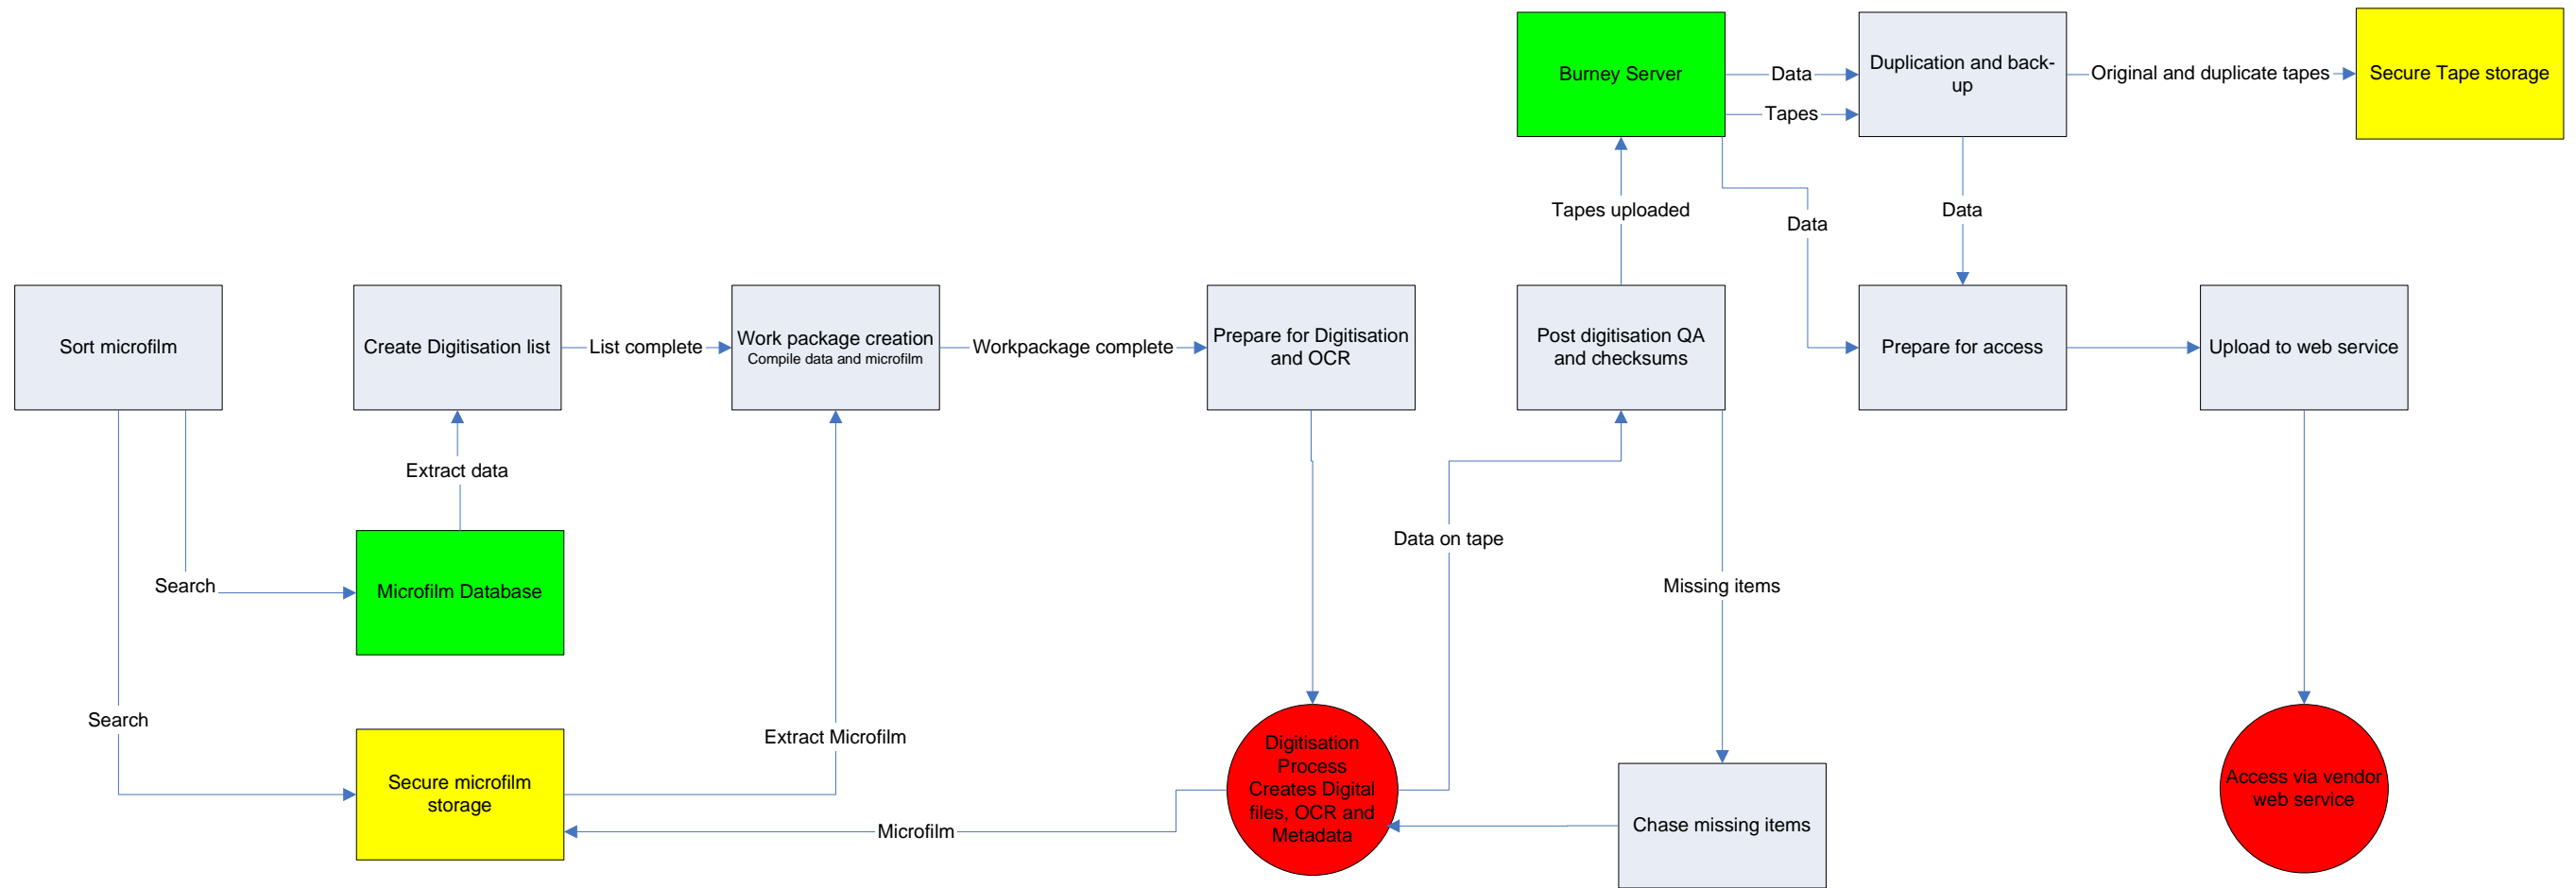 Burney Server
Data
Tapes
Duplication and back-
up
Original and duplicate tapes
Secure Tape storage
Tapes uploaded
Data
Data
Sort microfilm
Create Digitisation list
List complete
Work package creation
Compile data and microfilm
Workpackage complete
Prepare for Digitisation
and OCR
Post digitisation QA
and checksums
Prepare for access
Upload to web service
Extract data
Data on tape
Search
Microfilm Database
Missing items
Search
Secure microfilm
storage
Extract Microfilm
Microfilm
Digitisation
Process
Creates Digital
files, OCR and
Metadata
Chase missing items
Access via vendor
web service